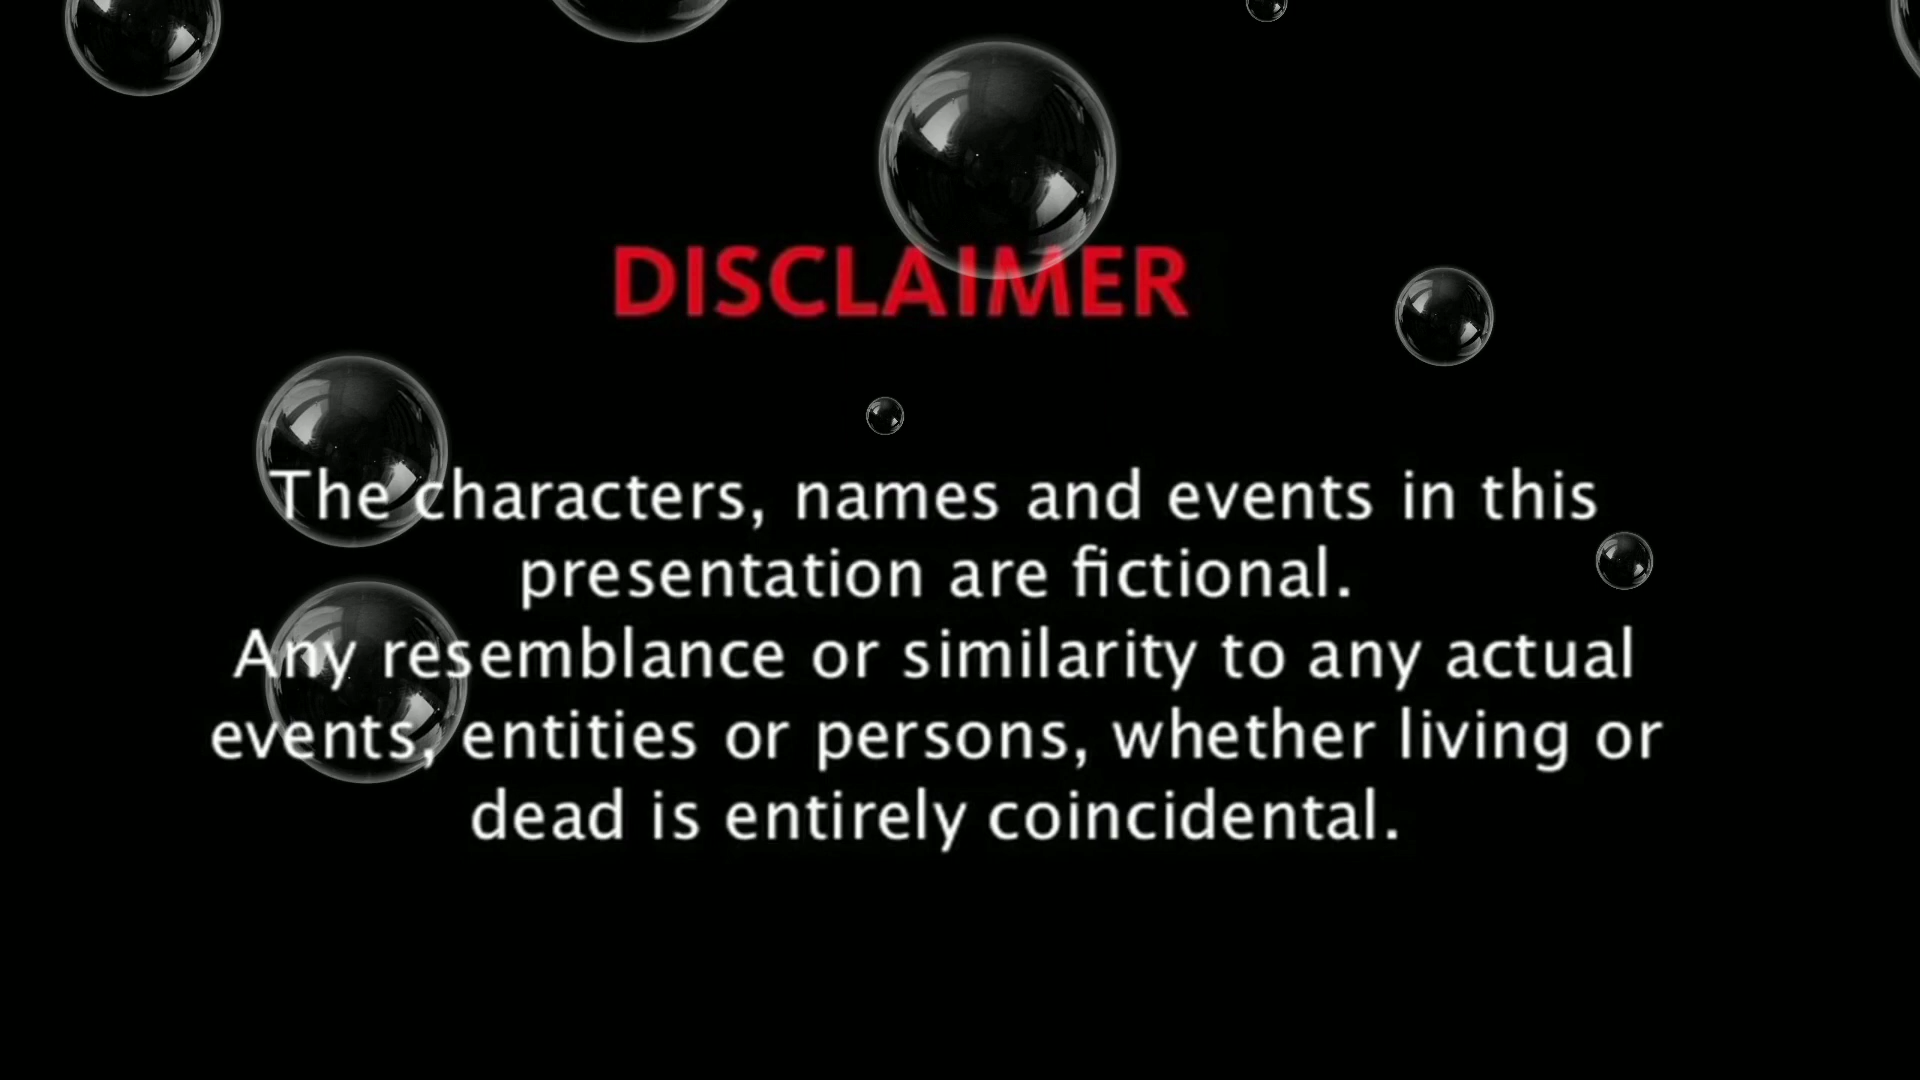 DISCLAIMER
The characters, names and events in this
presentation are fictional.
Any resemblance or similarity to any actual
events, entities or persons, whether living or
dead is entirely coincidental.